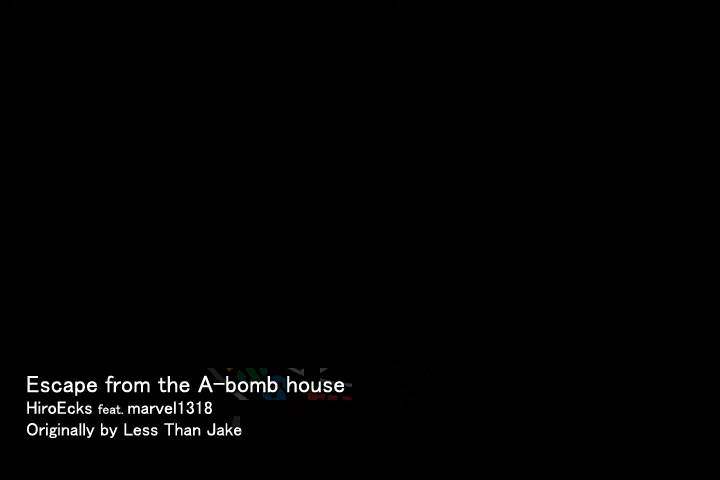 Escape from the A-bomb house
HiroEcks feat. marvel1318
Originally by Less Than Jake